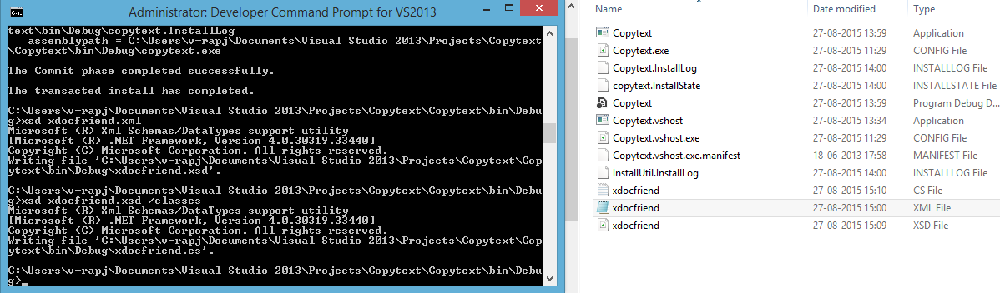 Administrator: Developer Command Prompt for VS2013
text\bin\Debug\copytext.InstallLog
   assemblypath = C:\Users\v-rapj\Documents\Visual Studio 2013\Projects\Copytext
\Copytext\bin\Debug\copytext.exe
The Commit phase completed successfully.
The transacted install has completed.
C:\Users\v-rapj\Documents\Visual Studio 2013\Projects\Copytext\Copytext\bin\Debu
g>xsd xdocfriend.xml
Microsoft (R) Xml Schemas/DataTypes support utility
[Microsoft (R) .NET Framework, Version 4.0.30319.33440]
Copyright (C) Microsoft Corporation. All rights reserved.
Writing file 'C:\Users\v-rapj\Documents\Visual Studio 2013\Projects\Copytext\Cop
ytext\bin\Debug\xdocfriend.xsd'.
C:\Users\v-rapj\Documents\Visual Studio 2013\Projects\Copytext\Copytext\bin\Debu
g>xsd xdocfriend.xsd /classes
Microsoft (R) Xml Schemas/DataTypes support utility
[Microsoft (R) .NET Framework, Version 4.0.30319.33440]
Copyright (C) Microsoft Corporation. All rights reserved.
Writing file 'C:\Users\v-rapj\Documents\Visual Studio 2013\Projects\Copytext\Cop
ytext\bin\Debug\xdocfriend.cs'.
C:\Users\v-rapj\Documents\Visual Studio 2013\Projects\Copytext\Copytext\bin\Debu
g>_
Name Date modified Type
Copytext 27-08-2015 13:59 Application
Copytext.exe 27-08-2015 11:29 CONFIG File
Copytext.InstallLog 27-08-2015 14:00 INSTALLLOG File
copytext.InstallState 27-08-2015 14:00 INSTALLSTATE File
Copytext 27-08-2015 13:59 Program Debug D...
Copytext.vshost 27-08-2015 13:34 Application
Copytext.vshost.exe 27-08-2015 11:29 CONFIG File
Copytext.vshost.exe.manifest 18-06-2013 17:58 MANIFEST File
InstallUtil.InstallLog 27-08-2015 14:00 INSTALLLOG File
xdocfriend 27-08-2015 15:10 CS File
xdocfriend 27-08-2015 15:00 XML File
xdocfriend 27-08-2015 15:09 XSD File